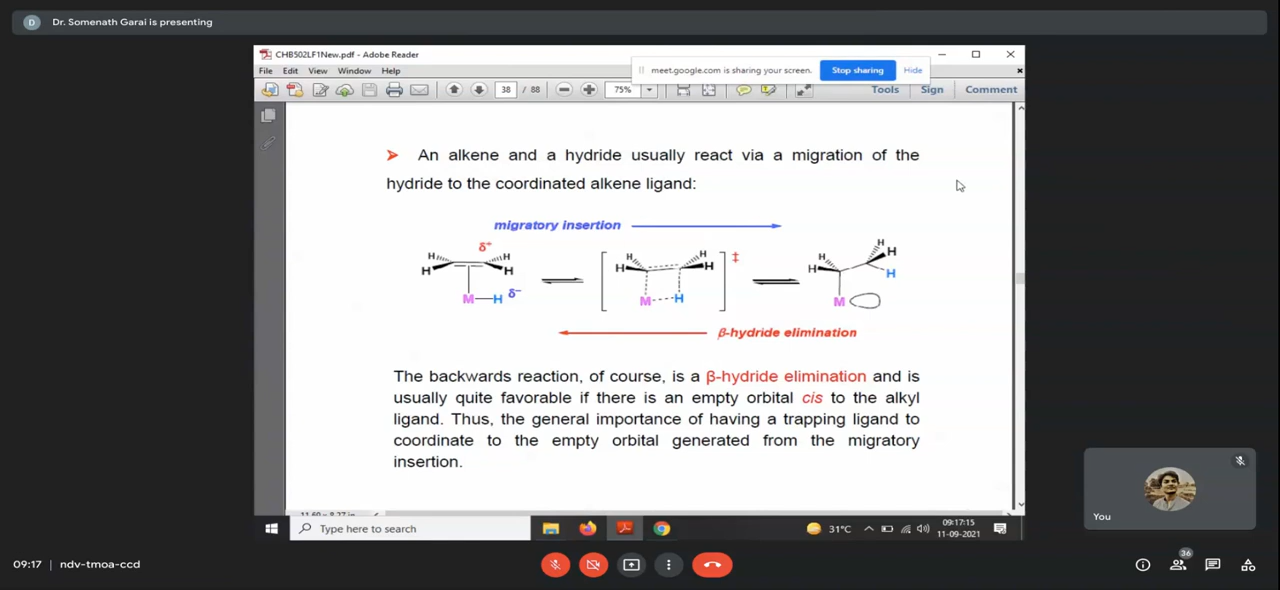 D Dr. Somenath Garai is presenting
CHB502LF1New.pdf - Adobe Reader
File Edit View Window Help
meet.google.com is sharing your screen. Stop sharing Hide
38 / 88 75% Tools Sign Comment
➤ An alkene and a hydride usually react via a migration of the
hydride to the coordinated alkene ligand:
migratory insertion
H H δ+ H H
M—H δ−
H H H H ‡
M H
H H H H H
M
β-hydride elimination
The backwards reaction, of course, is a β-hydride elimination and is
usually quite favorable if there is an empty orbital cis to the alkyl
ligand. Thus, the general importance of having a trapping ligand to
coordinate to the empty orbital generated from the migratory
insertion.
11.69 x 8.27 in
You
Type here to search
31°C 09:17:15
11-09-2021
09:17 | ndv-tmoa-ccd
36